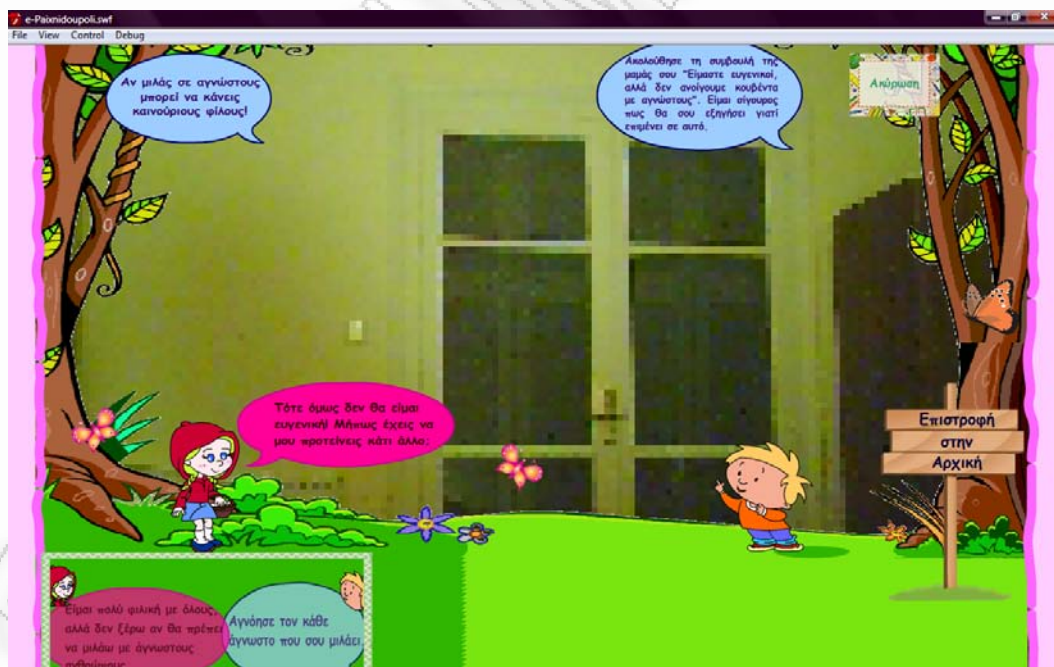 e-Paixnidoupoli.swf
File View Control Debug
Αν μιλάς σε αγνώστους
μπορεί να κάνεις
καινούριους φίλους!
Ακολούθησε τη συμβουλή της
μαμάς σου "Είμαστε ευγενικοί,
αλλά δεν ανοίγουμε κουβέντα
με αγνώστους". Είμαι σίγουρος
πως θα σου εξηγήσει γιατί
επιμένει σε αυτό.
Ακύρωση
Τότε όμως δεν θα είμαι
ευγενική! Μήπως έχεις να
μου προτείνεις κάτι άλλο;
Επιστροφή
στην
Αρχική
Είμαι πολύ φιλική με όλους,
αλλά δεν ξέρω αν θα πρέπει
να μιλάω με άγνωστους
ανθρώπους
Αγνόησε τον κάθε
άγνωστο που σου μιλάει.